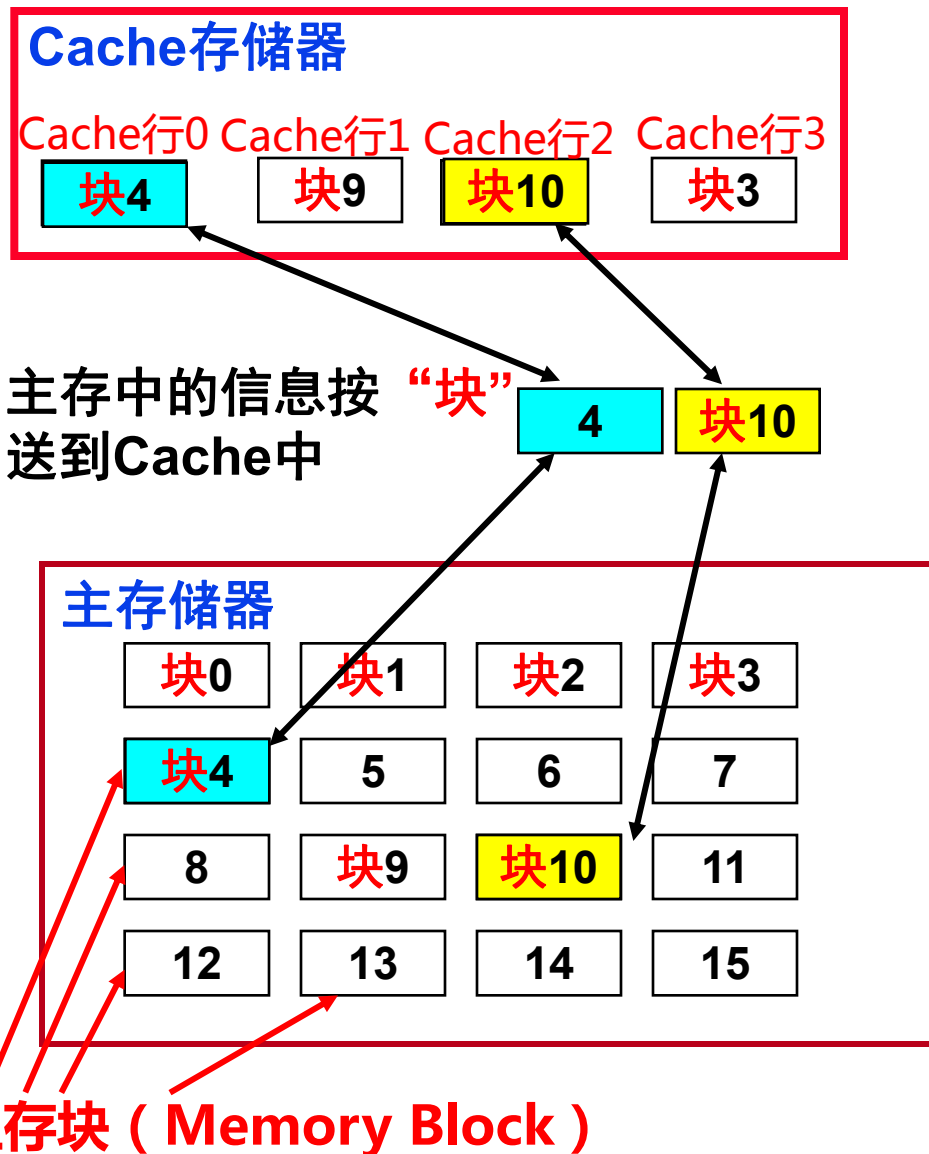 Cache存储器
Cache行0 Cache行1 Cache行2 Cache行3
块4 块9 块10 块3
主存中的信息按“块”
送到Cache中
4 块10
主存储器
块0 块1 块2 块3
块4 5 6 7
8 块9 块10 11
12 13 14 15
存块（Memory Block）